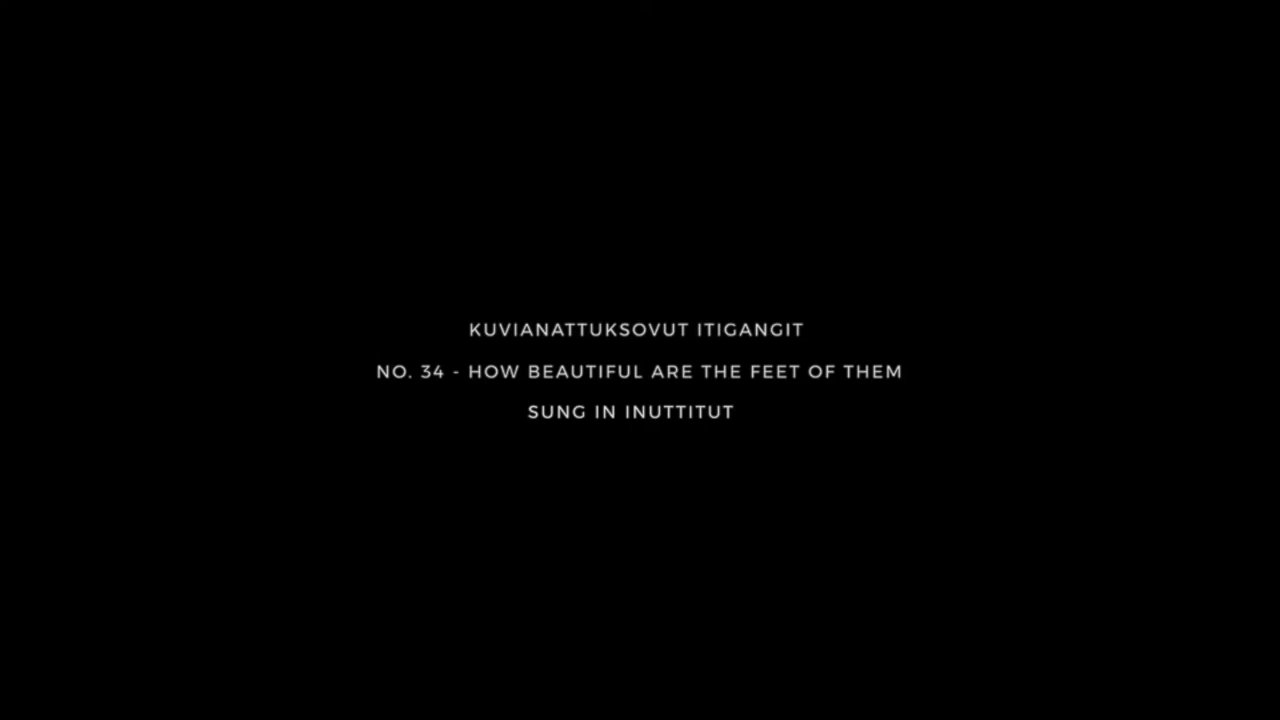 KUVIANATTUKSOVUT ITIGANGIT
NO. 34 - HOW BEAUTIFUL ARE THE FEET OF THEM
SUNG IN INUTTITUT